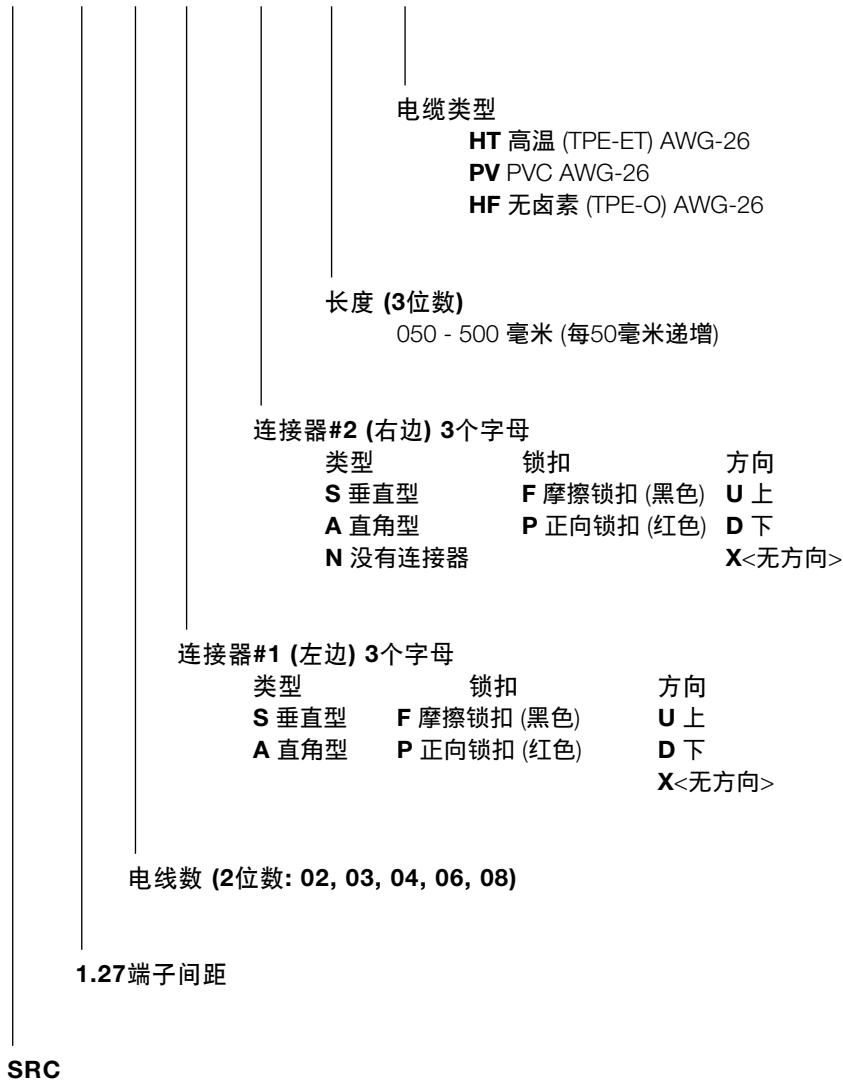 电缆类型
HT 高温 (TPE-ET) AWG-26
PV PVC AWG-26
HF 无卤素 (TPE-O) AWG-26
长度 (3位数)
050 - 500 毫米 (每50毫米递增)
连接器#2 (右边) 3个字母
类型 锁扣 方向
S 垂直型 F 摩擦锁扣 (黑色) U 上
A 直角型 P 正向锁扣 (红色) D 下
N 没有连接器 X<无方向>
连接器#1 (左边) 3个字母
类型 锁扣 方向
S 垂直型 F 摩擦锁扣 (黑色) U 上
A 直角型 P 正向锁扣 (红色) D 下
X<无方向>
电线数 (2位数: 02, 03, 04, 06, 08)
1.27端子间距
SRC